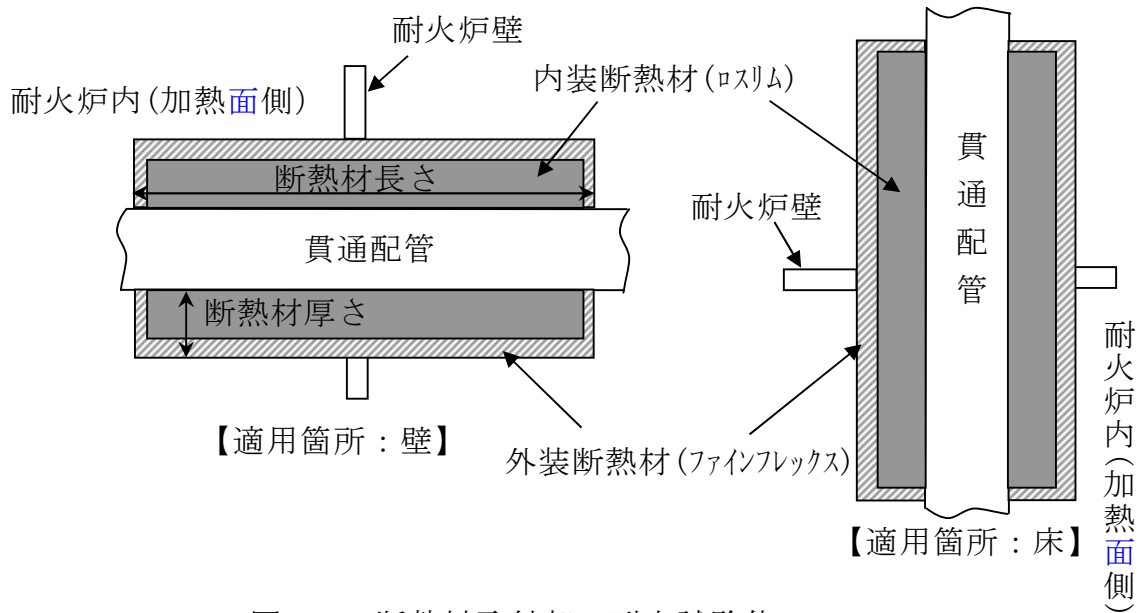 耐火炉壁
耐火炉内(加熱面側)
内装断熱材(ﾛｽﾘﾑ)
断熱材長さ
貫通配管
断熱材厚さ
【適用箇所：壁】
外装断熱材(ﾌｧｲﾝﾌﾚｯｸｽ)
耐火炉壁
貫通配管
耐火炉内(加熱面側)
【適用箇所：床】